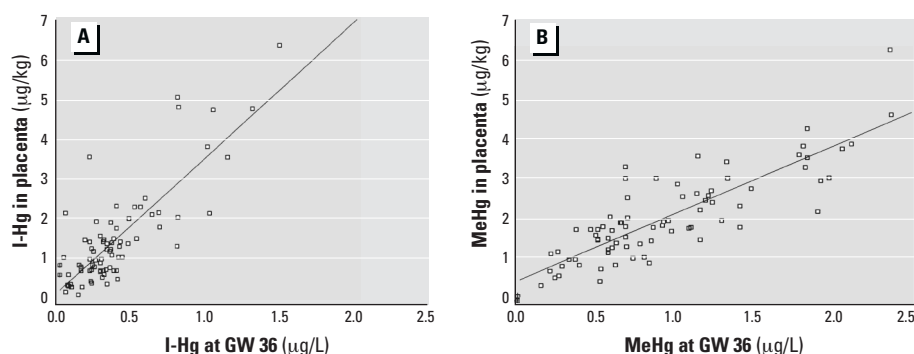 A
I-Hg in placenta (μg/kg)
7
6
5
4
3
2
1
0
0.0 0.5 1.0 1.5 2.0 2.5
I-Hg at GW 36 (μg/L)
B
MeHg in placenta (μg/kg)
7
6
5
4
3
2
1
0
0.0 0.5 1.0 1.5 2.0 2.5
MeHg at GW 36 (μg/L)